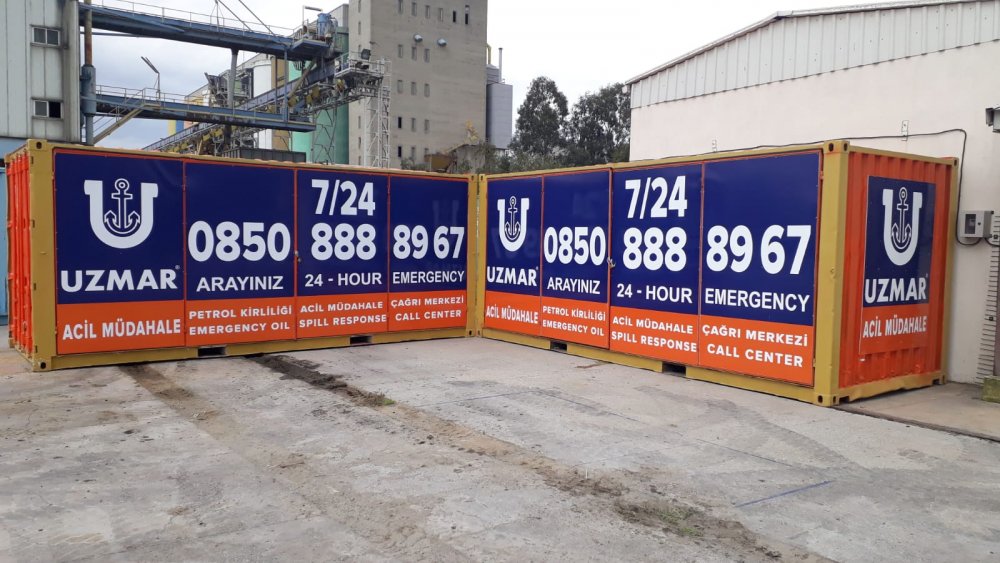 UZMAR®
ACİL MÜDAHALE
0850
ARAYINIZ
PETROL KİRLİLİĞİ
EMERGENCY OIL
7/24
888
24 - HOUR
ACİL MÜDAHALE
SPILL RESPONSE
89 67
EMERGENCY
ÇAĞRI MERKEZİ
CALL CENTER
UZMAR®
ACİL MÜDAHALE
0850
ARAYINIZ
PETROL KİRLİLİĞİ
EMERGENCY OIL
7/24
888
24 - HOUR
ACİL MÜDAHALE
SPILL RESPONSE
89 67
EMERGENCY
ÇAĞRI MERKEZİ
CALL CENTER
UZMAR®
ACİL MÜDAHALE